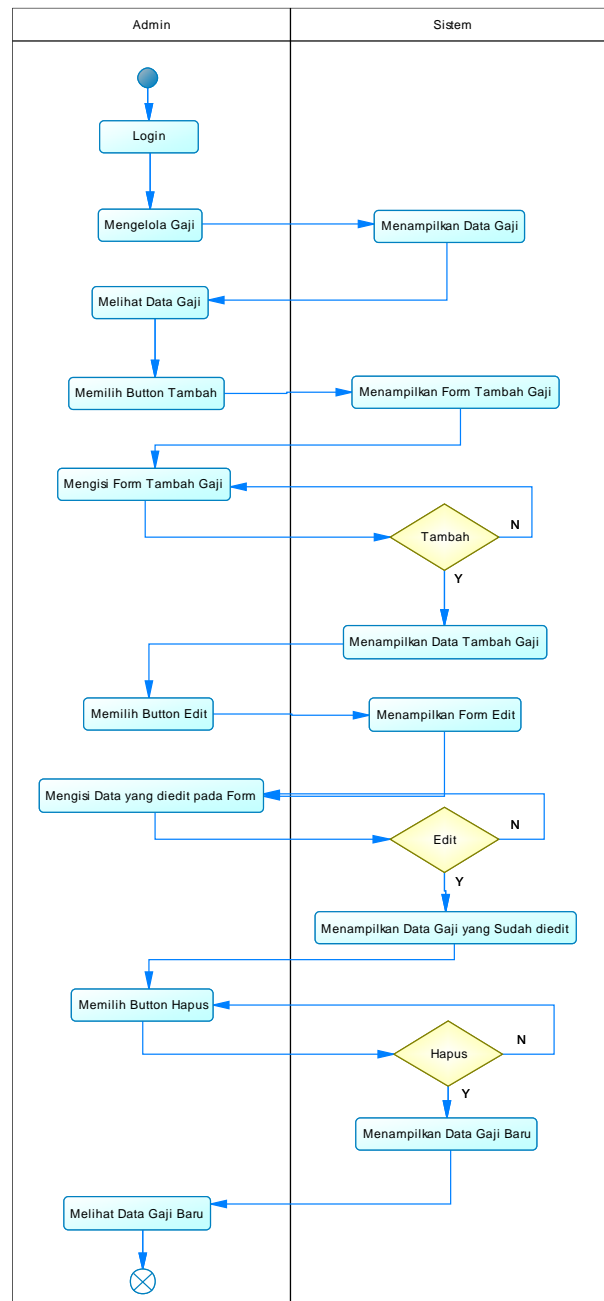 Admin
Sistem
Login
Mengelola Gaji
Menampilkan Data Gaji
Melihat Data Gaji
Memilih Button Tambah
Menampilkan Form Tambah Gaji
Mengisi Form Tambah Gaji
N
Tambah
Y
Menampilkan Data Tambah Gaji
Memilih Button Edit
Menampilkan Form Edit
Mengisi Data yang diedit pada Form
N
Edit
Y
Menampilkan Data Gaji yang Sudah diedit
Memilih Button Hapus
N
Hapus
Y
Menampilkan Data Gaji Baru
Melihat Data Gaji Baru